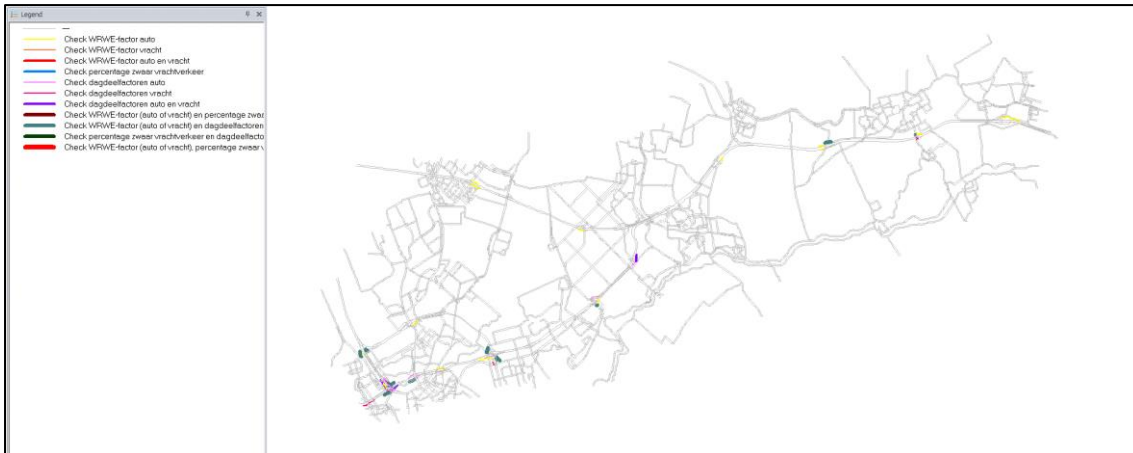 Legend
Check WRWE-factor auto
Check WRWE-factor vracht
Check WRWE-factor auto en vracht
Check percentage zwaar vrachtverkeer
Check dagdeelfactoren auto
Check dagdeelfactoren vracht
Check dagdeelfactoren auto en vracht
Check WRWE-factor (auto of vracht) en percentage zwaa
Check WRWE-factor (auto of vracht) en dagdeelfactoren
Check percentage zwaar vrachtverkeer en dagdeelfacto
Check WRWE-factor (auto of vracht), percentage zwaar v